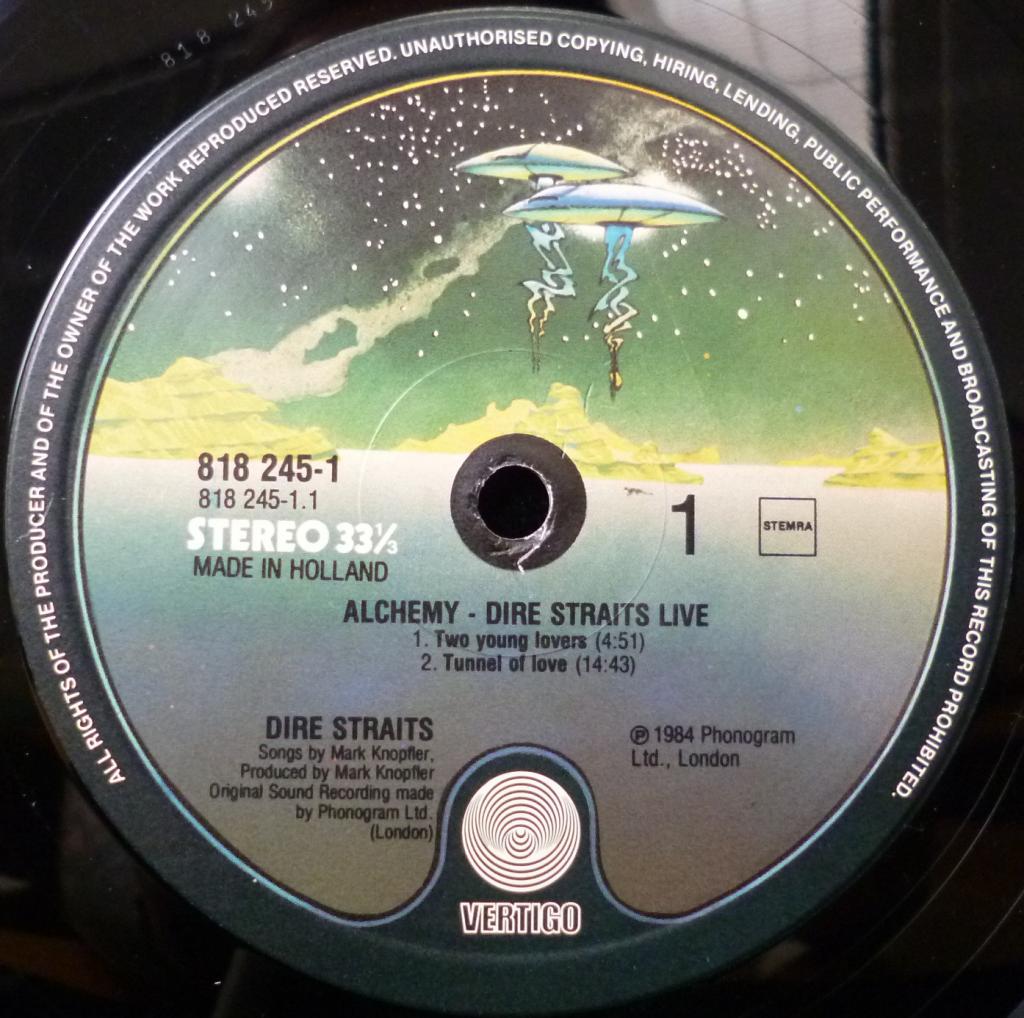 818 245
ALL RIGHTS OF THE PRODUCER AND OF THE OWNER OF THE WORK REPRODUCED RESERVED. UNAUTHORISED COPYING, HIRING, LENDING, PUBLIC PERFORMANCE AND BROADCASTING OF THIS RECORD PROHIBITED.
818 245-1
818 245-1.1
STEREO 33⅓
MADE IN HOLLAND
1
STEMRA
ALCHEMY - DIRE STRAITS LIVE
1. Two young lovers (4:51)
2. Tunnel of love (14:43)
DIRE STRAITS
Songs by Mark Knopfler,
Produced by Mark Knopfler
Original Sound Recording made
by Phonogram Ltd.
(London)
℗ 1984 Phonogram
Ltd., London
VERTIGO